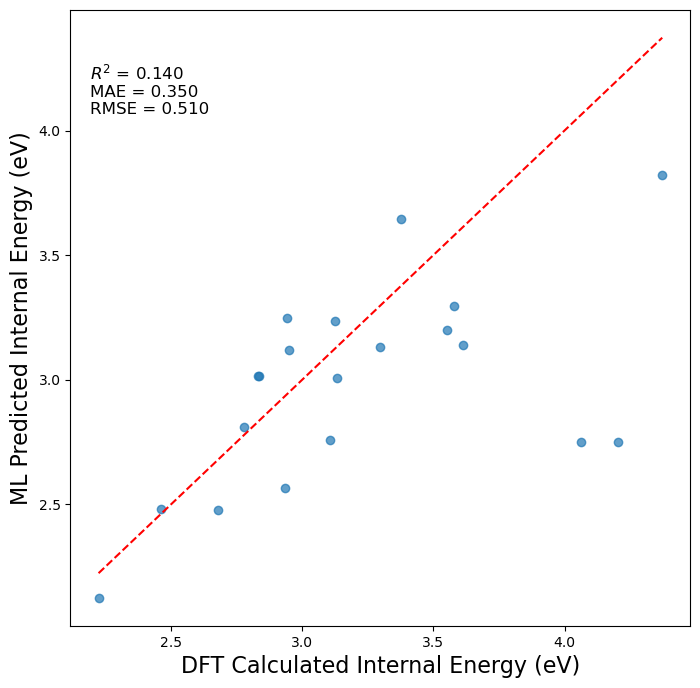 R² = 0.140
MAE = 0.350
RMSE = 0.510
ML Predicted Internal Energy (eV)
4.0
3.5
3.0
2.5
2.5 3.0 3.5 4.0
DFT Calculated Internal Energy (eV)